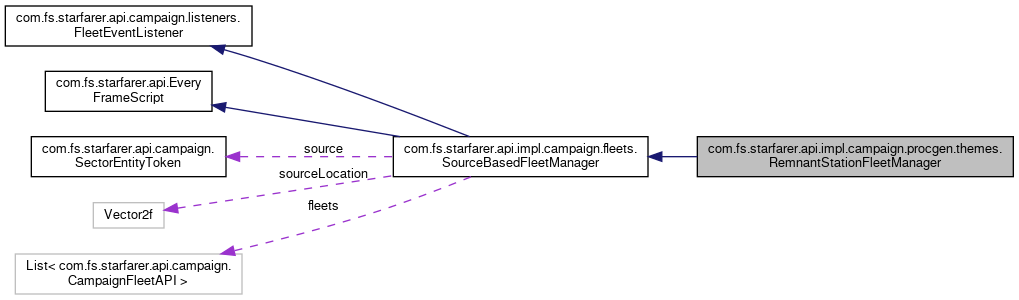 com.fs.starfarer.api.campaign.listeners.
FleetEventListener
com.fs.starfarer.api.Every
FrameScript
com.fs.starfarer.api.campaign.
SectorEntityToken
source
com.fs.starfarer.api.impl.campaign.fleets.
SourceBasedFleetManager
com.fs.starfarer.api.impl.campaign.procgen.themes.
RemnantStationFleetManager
sourceLocation
Vector2f
fleets
List< com.fs.starfarer.api.campaign.
CampaignFleetAPI >